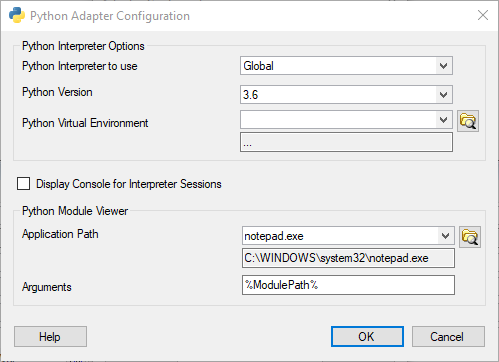 Python Adapter Configuration
Python Interpreter Options
Python Interpreter to use
Global
Python Version
3.6
Python Virtual Environment
...
Display Console for Interpreter Sessions
Python Module Viewer
Application Path
notepad.exe
C:\WINDOWS\system32\notepad.exe
Arguments
%ModulePath%
Help
OK
Cancel